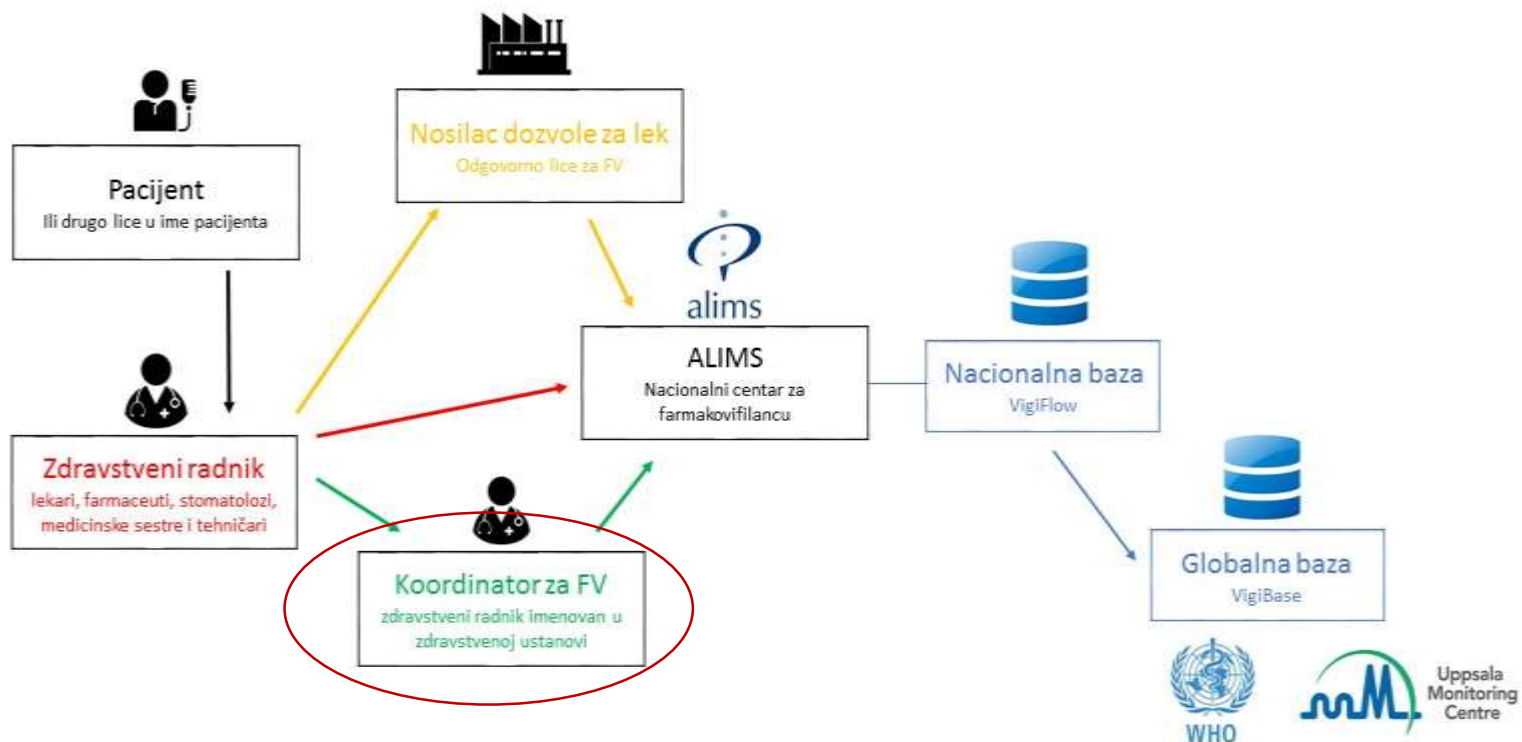 Nosilac dozvole za lek
Odgovorno lice za FV
Pacijent
Ili drugo lice u ime pacijenta
alims
ALIMS
Nacionalni centar za
farmakovifilancu
Nacionalna baza
VigiFlow
Zdravstveni radnik
lekari, farmaceuti, stomatolozi,
medicinske sestre i tehničari
Koordinator za FV
zdravstveni radnik imenovan u
zdravstvenoj ustanovi
Globalna baza
VigiBase
WHO
Uppsala
Monitoring
Centre